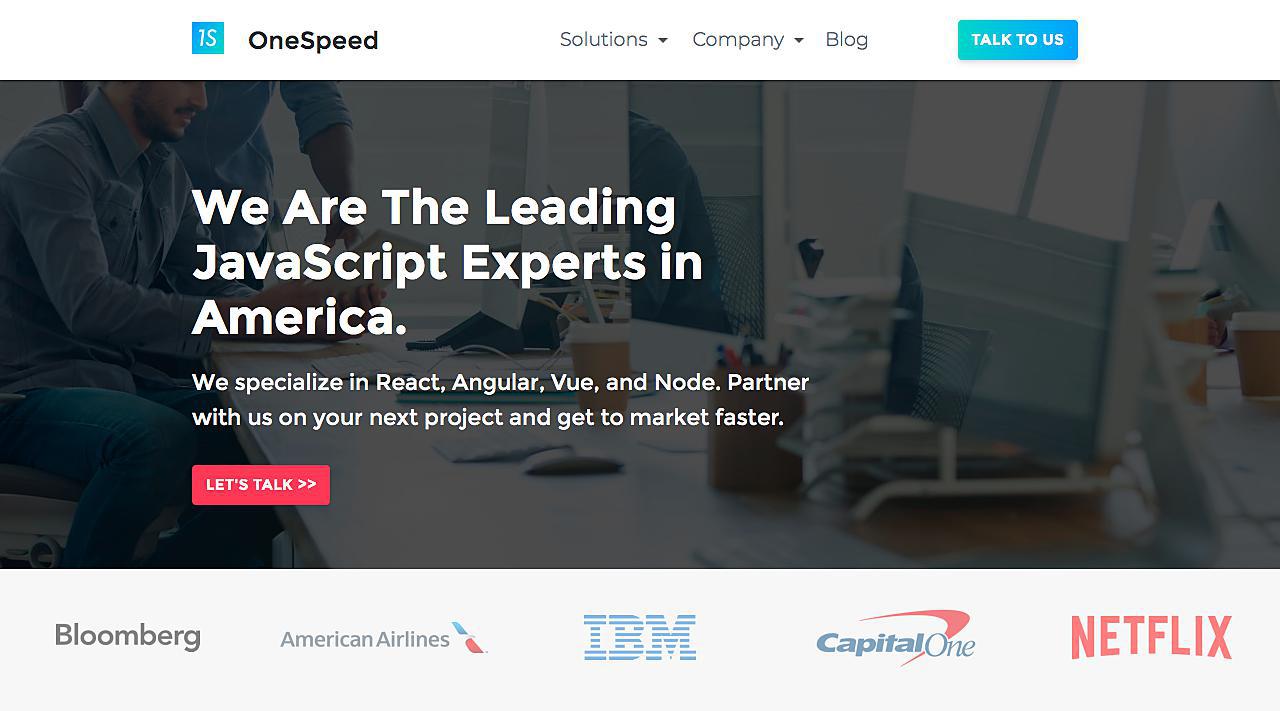 1S OneSpeed Solutions Company Blog TALK TO US
We Are The Leading
JavaScript Experts in
America.
We specialize in React, Angular, Vue, and Node. Partner
with us on your next project and get to market faster.
LET'S TALK >>
Bloomberg American Airlines IBM Capital One NETFLIX